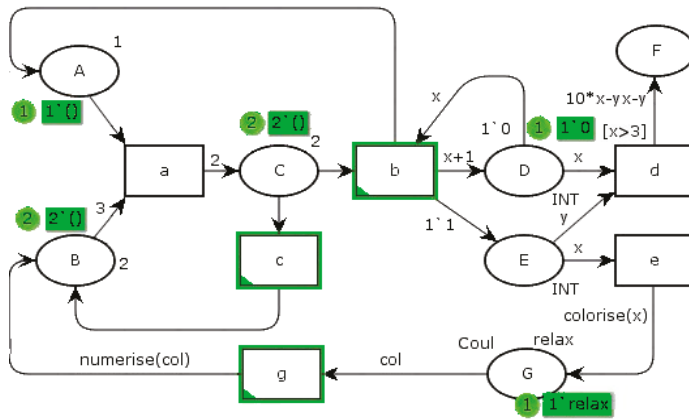 1
A
F
1 1`()
x
10*x-yx-y
2 2`()
2
1`0
1 1`0
[x>3]
a
2
C
b
x+1
D
x
d
2 2`()
3
INT
y
1`1
B
2
c
E
x
e
INT
colorise(x)
numerise(col)
g
col
Coul
relax
G
1 1`relax